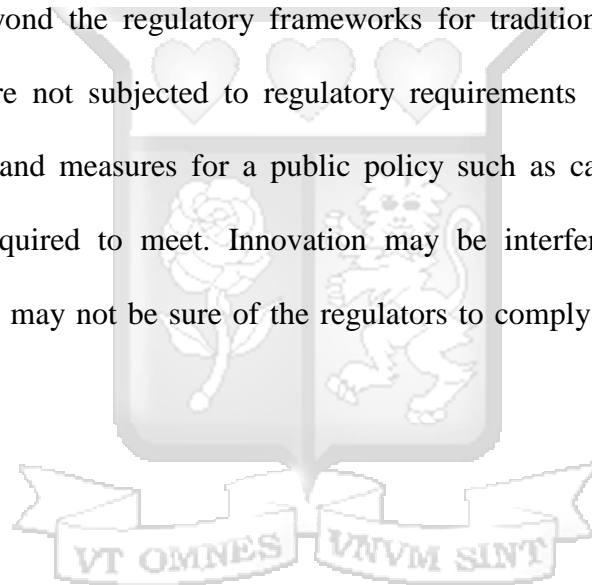 yond the regulatory frameworks for tradition
re not subjected to regulatory requirements
and measures for a public policy such as ca
quired to meet. Innovation may be interfer
may not be sure of the regulators to comply
VT OMNES VNVM SINT